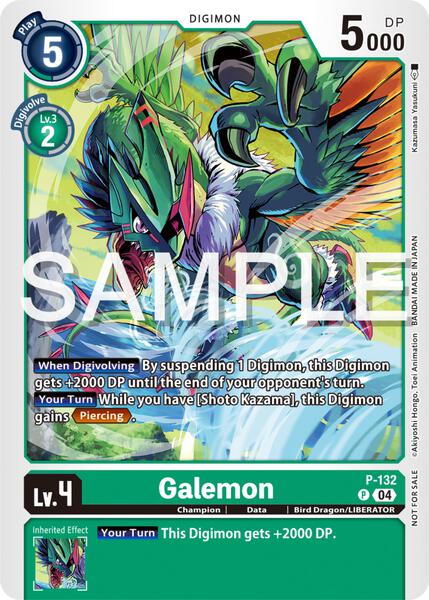 Play
5
DIGIMON
5000 DP
Digivolve
Lv.3
2
Kazumasa Yasukuni
SAMPLE
When Digivolving By suspending 1 Digimon, this Digimon
gets +2000 DP until the end of your opponent's turn.
Your Turn While you have [Shoto Kazama], this Digimon
gains Piercing.
©Akiyoshi Hongo, Toei Animation BANDAI MADE IN JAPAN
NOT FOR SALE
Lv.4
Galemon
P-132
P 04
Champion Data Bird Dragon/LIBERATOR
Inherited Effect
Your Turn This Digimon gets +2000 DP.